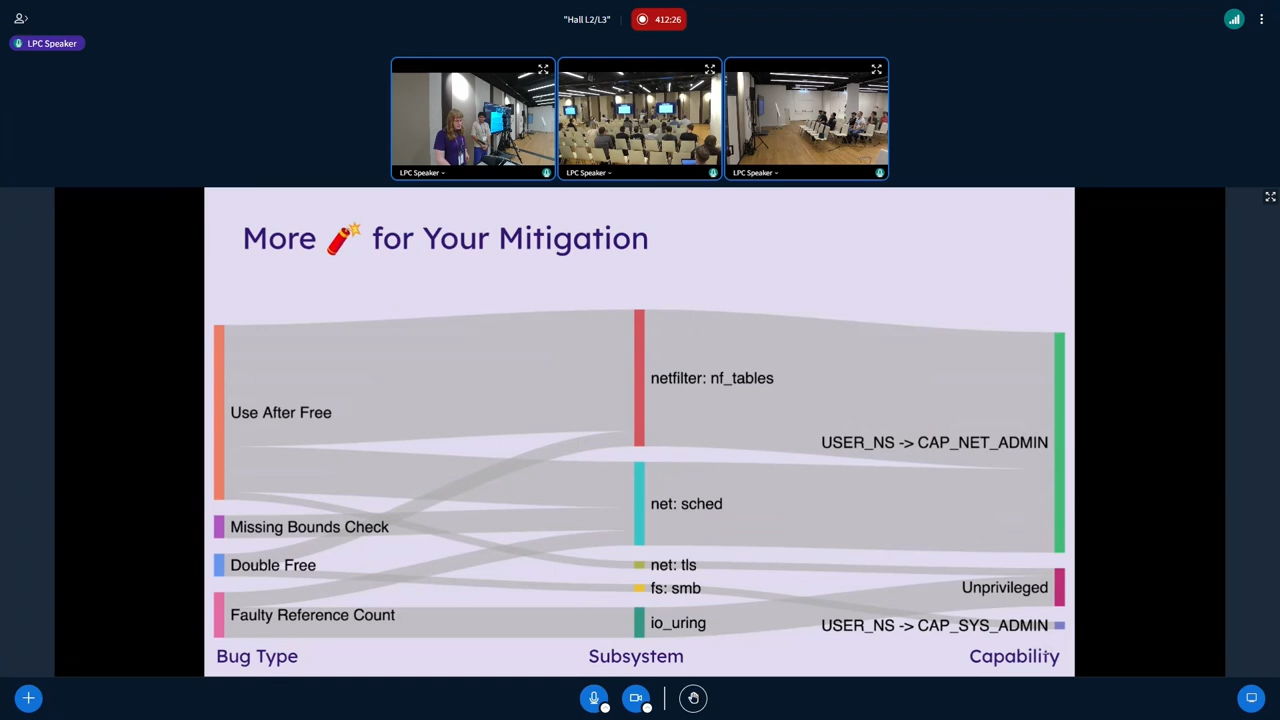 "Hall L2/L3"
412:26
LPC Speaker
LPC Speaker
LPC Speaker
LPC Speaker
More 🧨 for Your Mitigation
Use After Free
netfilter: nf_tables
USER_NS -> CAP_NET_ADMIN
net: sched
Missing Bounds Check
Double Free
net: tls
fs: smb
Unprivileged
Faulty Reference Count
io_uring
USER_NS -> CAP_SYS_ADMIN
Bug Type
Subsystem
Capability